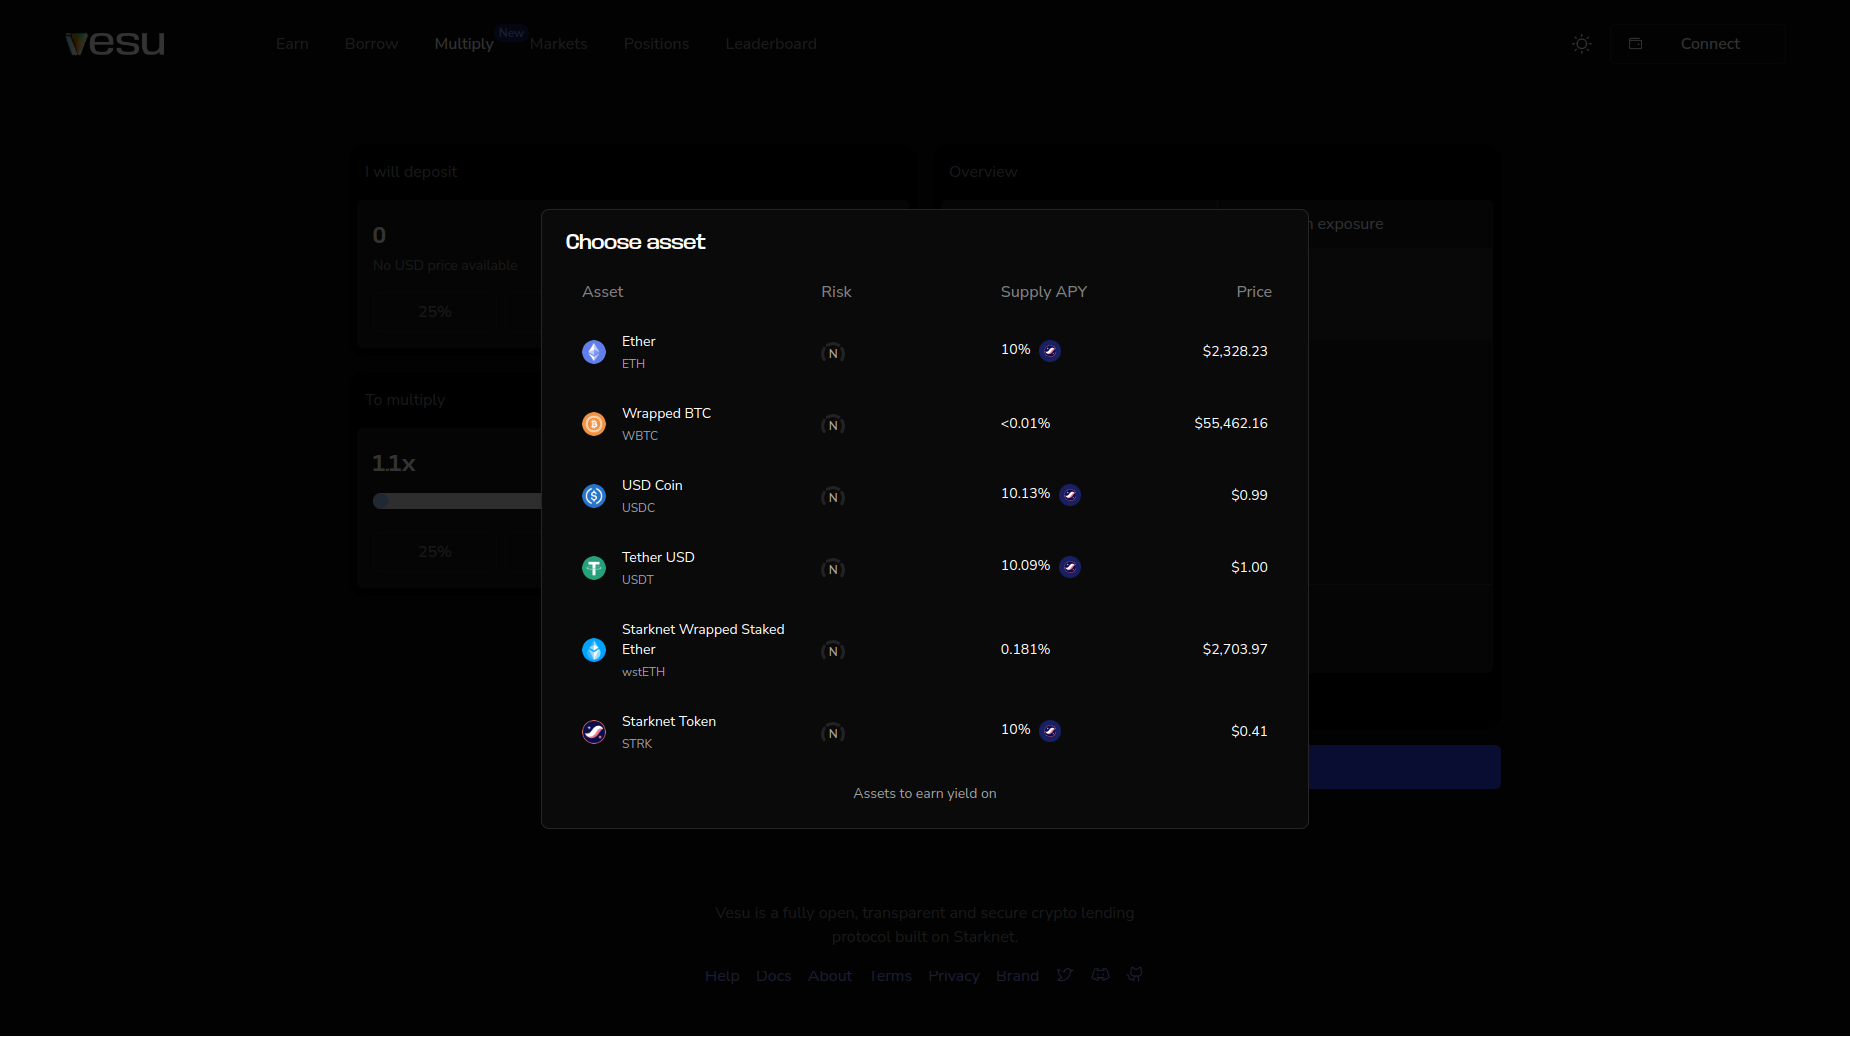 vesu
Earn Borrow Multiply New Markets Positions Leaderboard Connect
I will deposit
Overview
0
No USD price available
25%
exposure
To multiply
1.1x
25%
Choose asset
Asset Risk Supply APY Price
Ether
ETH
N 10% $2,328.23
Wrapped BTC
WBTC
N <0.01% $55,462.16
USD Coin
USDC
N 10.13% $0.99
Tether USD
USDT
N 10.09% $1.00
Starknet Wrapped Staked
Ether
wstETH
N 0.181% $2,703.97
Starknet Token
STRK
N 10% $0.41
Assets to earn yield on
Vesu is a fully open, transparent and secure crypto lending
protocol built on Starknet.
Help Docs About Terms Privacy Brand